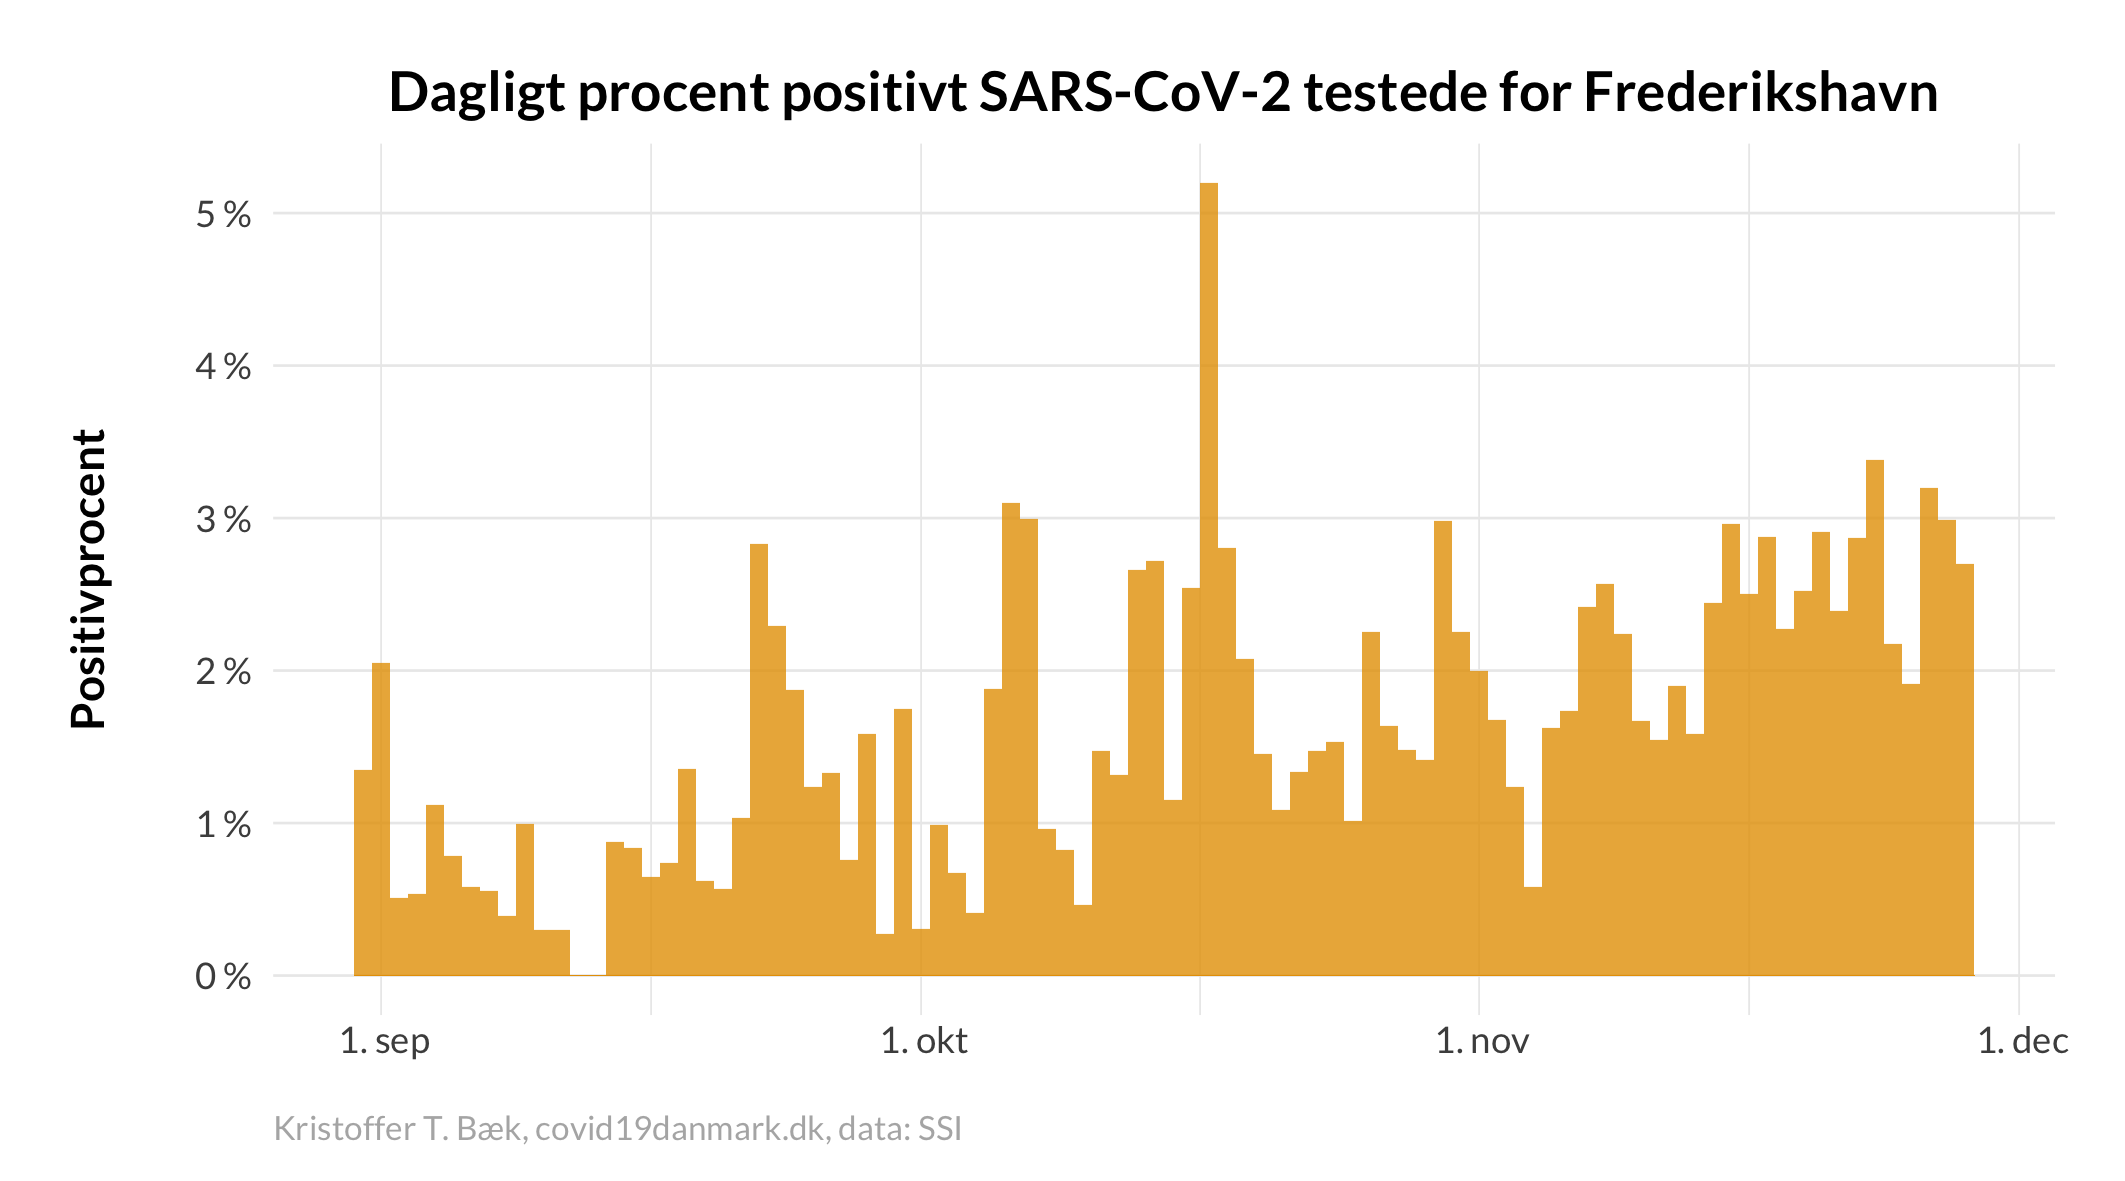 Dagligt procent positivt SARS-CoV-2 testede for Frederikshavn
Positivprocent
5 %
4 %
3 %
2 %
1 %
0 %
1. sep
1. okt
1. nov
1. dec
Kristoffer T. Bæk, covid19danmark.dk, data: SSI